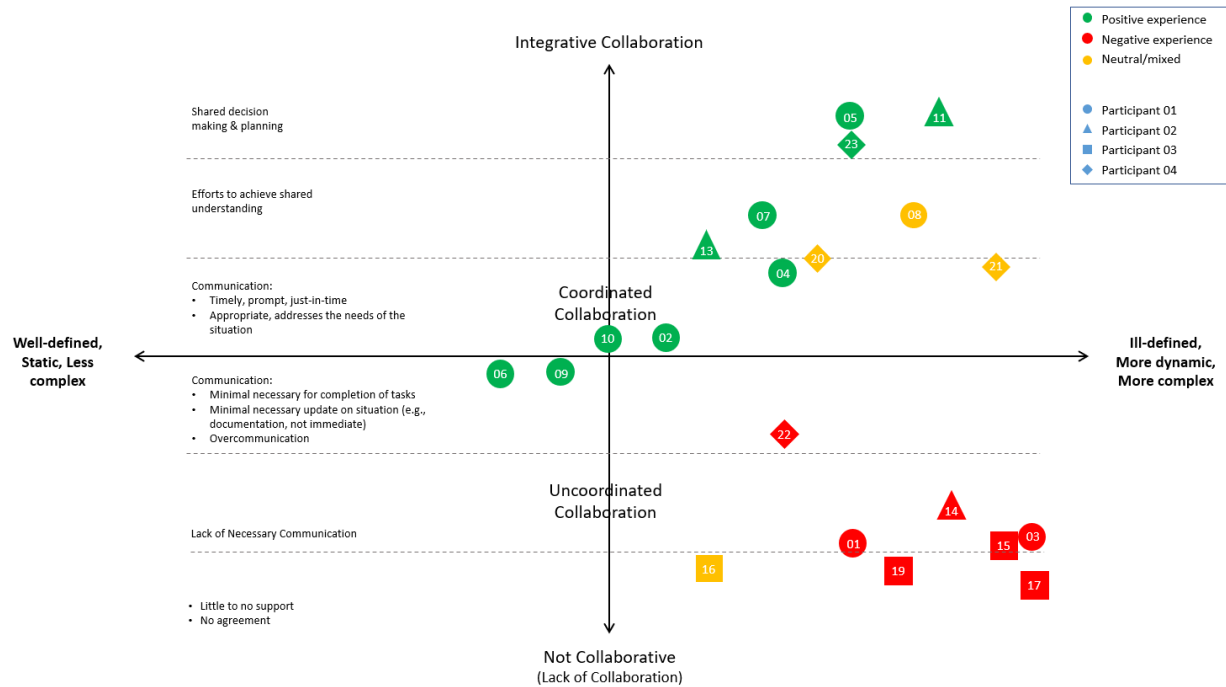 Integrative Collaboration
Positive experience
Negative experience
Neutral/mixed
Participant 01
Participant 02
Participant 03
Participant 04
Shared decision
making & planning
05
11
23
Efforts to achieve shared
understanding
07
08
13
20
04
21
Communication:
• Timely, prompt, just-in-time
• Appropriate, addresses the needs of the
situation
Coordinated
Collaboration
10
02
Well-defined,
Static, Less
complex
Ill-defined,
More dynamic,
More complex
06
09
Communication:
• Minimal necessary for completion of tasks
• Minimal necessary update on situation (e.g.,
documentation, not immediate)
• Overcommunication
22
Uncoordinated
Collaboration
14
Lack of Necessary Communication
01
15
03
16
19
17
• Little to no support
• No agreement
Not Collaborative
(Lack of Collaboration)